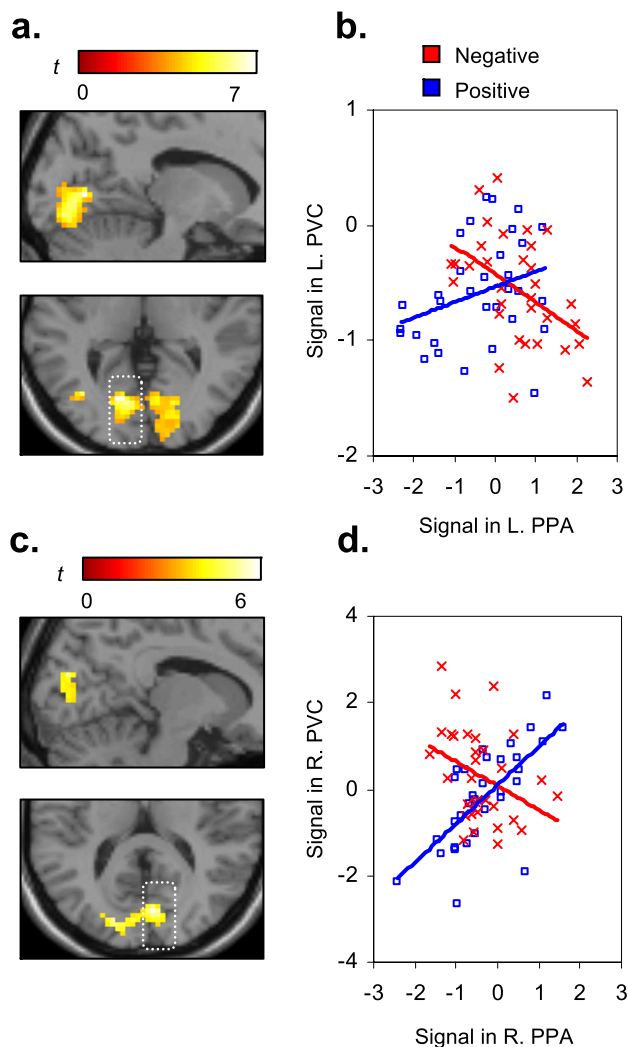 a.
t
0 7
b.
Negative
Positive
1
0
-1
-2
-3 -2 -1 0 1 2 3
Signal in L. PVC
Signal in L. PPA
c.
t
0 6
d.
4
2
0
-2
-4
-3 -2 -1 0 1 2 3
Signal in R. PVC
Signal in R. PPA